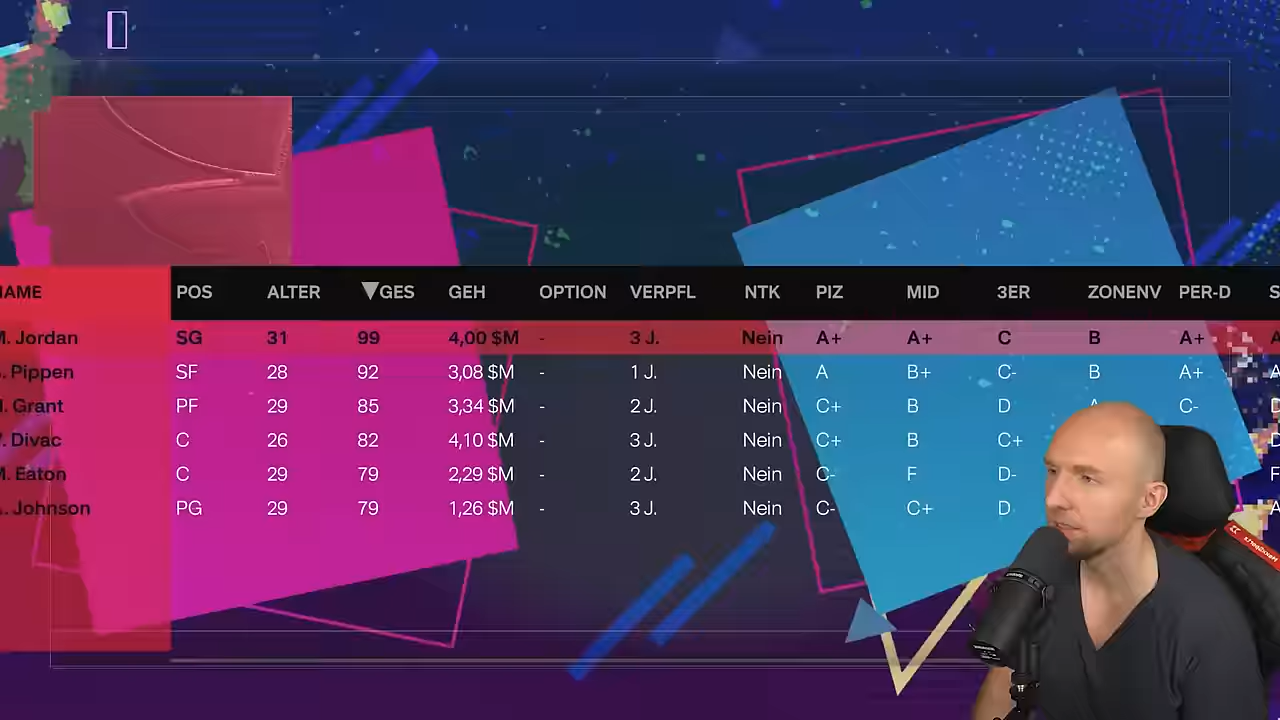 NAME POS ALTER ▼GES GEH OPTION VERPFL NTK PIZ MID 3ER ZONENV PER-D S
M. Jordan SG 31 99 4,00 $M - 3 J. Nein A+ A+ C B A+ A
. Pippen SF 28 92 3,08 $M - 1 J. Nein A B+ C- B A+
. Grant PF 29 85 3,34 $M - 2 J. Nein C+ B D A C-
. Divac C 26 82 4,10 $M - 3 J. Nein C+ B C+
M. Eaton C 29 79 2,29 $M - 2 J. Nein C- F D- F
. Johnson PG 29 79 1,26 $M - 3 J. Nein C- C+ D A